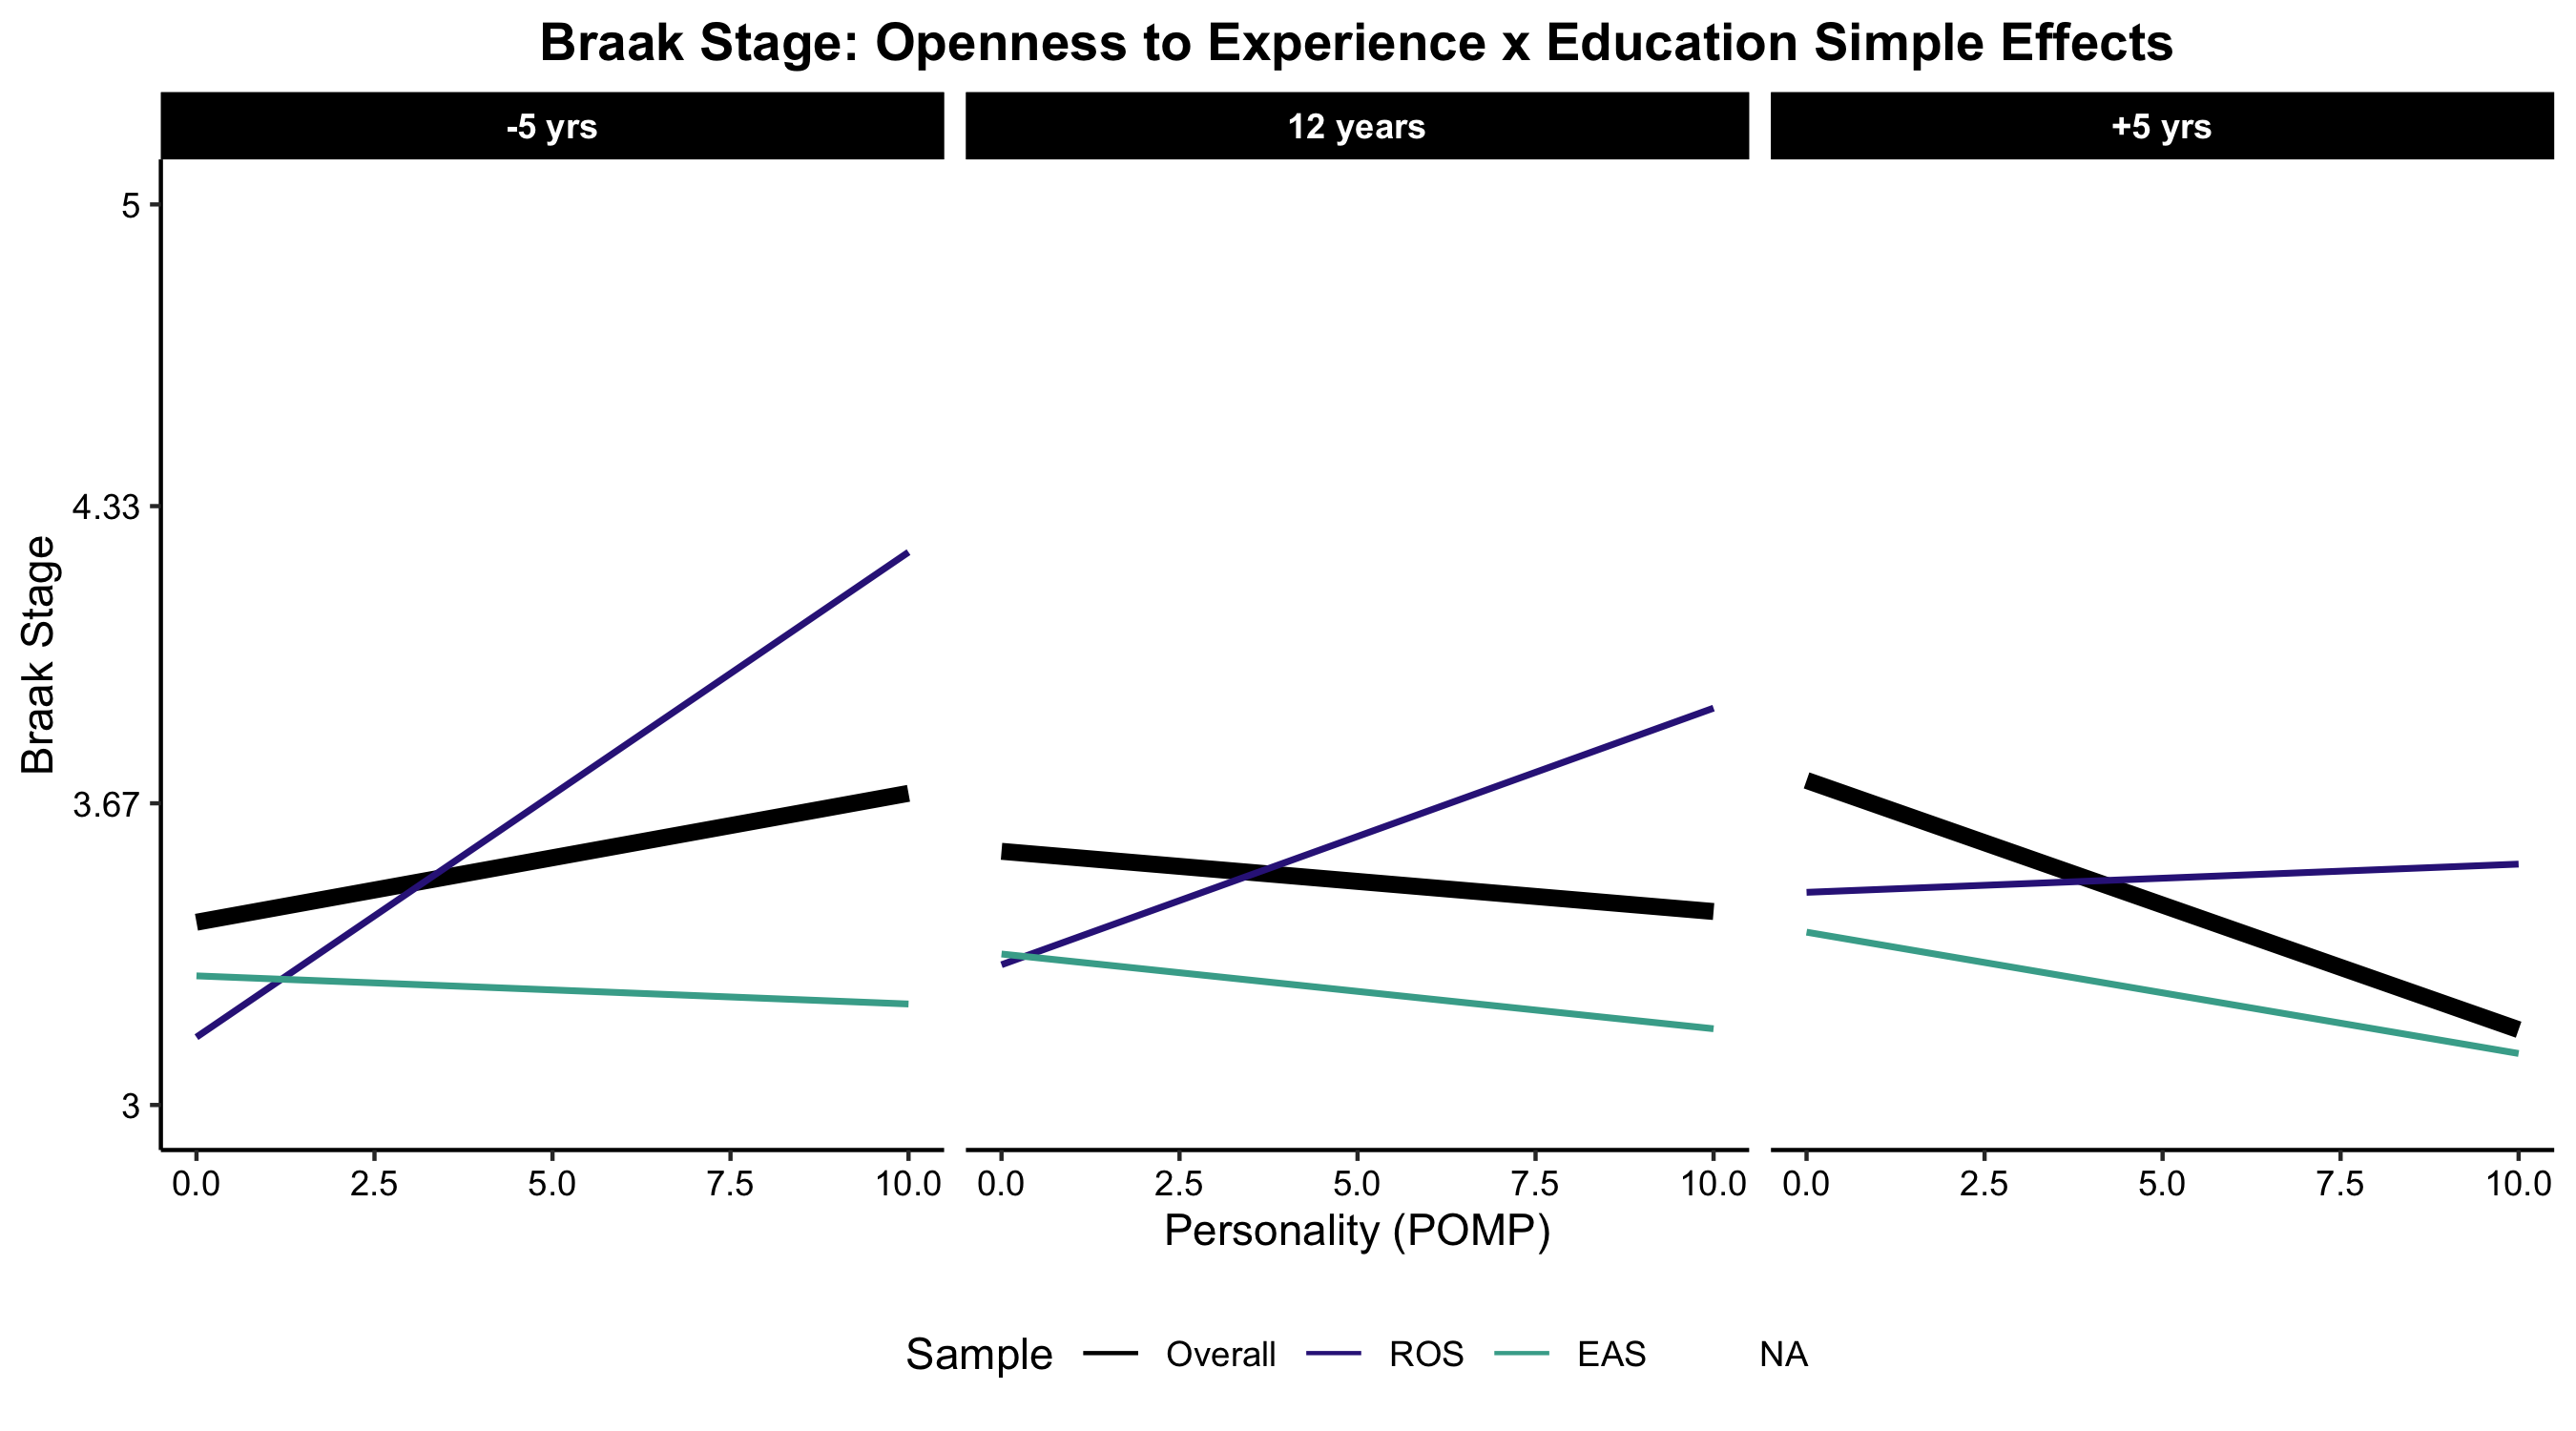 Braak Stage: Openness to Experience x Education Simple Effects
-5 yrs
12 years
+5 yrs
Braak Stage
5
4.33
3.67
3
0.0 2.5 5.0 7.5 10.0
0.0 2.5 5.0 7.5 10.0
0.0 2.5 5.0 7.5 10.0
Personality (POMP)
Sample Overall ROS EAS NA